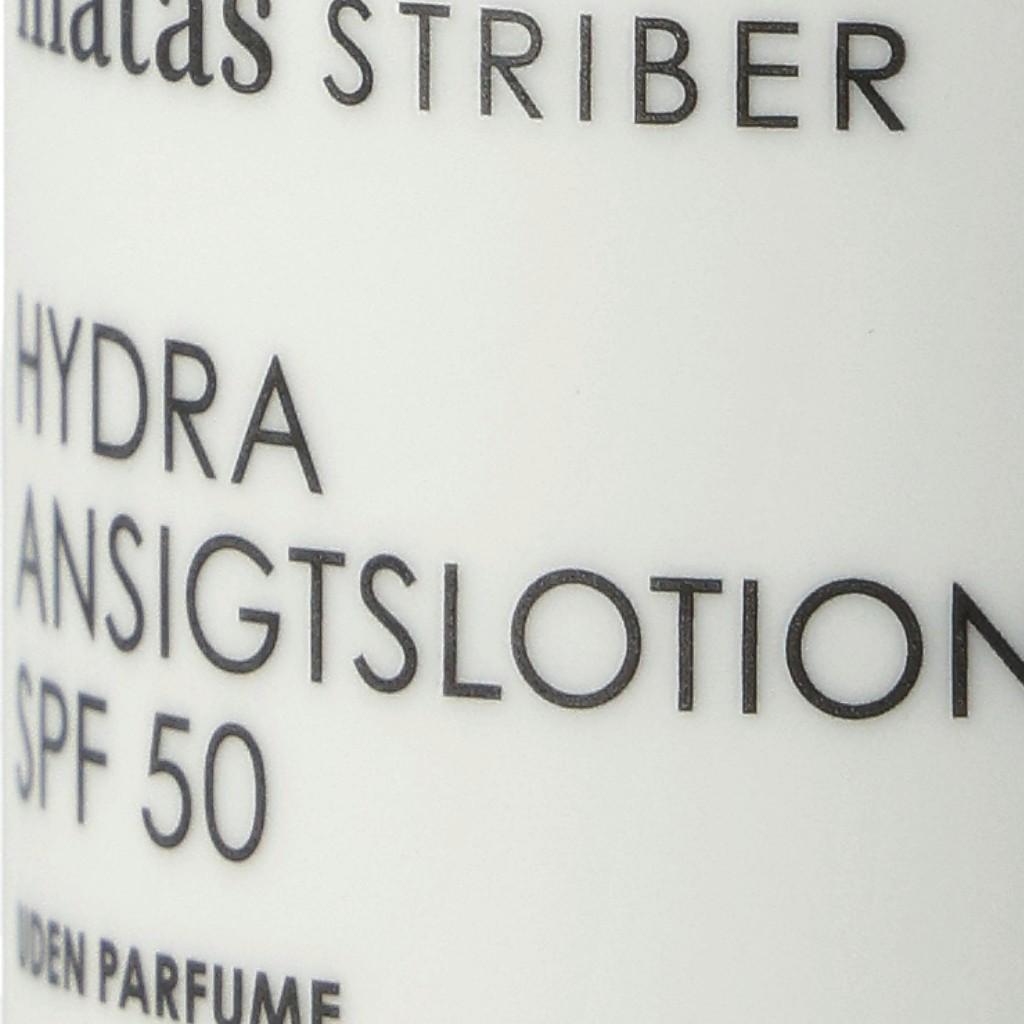 matas STRIBER
HYDRA
ANSIGTSLOTION
SPF 50
UDEN PARFUME